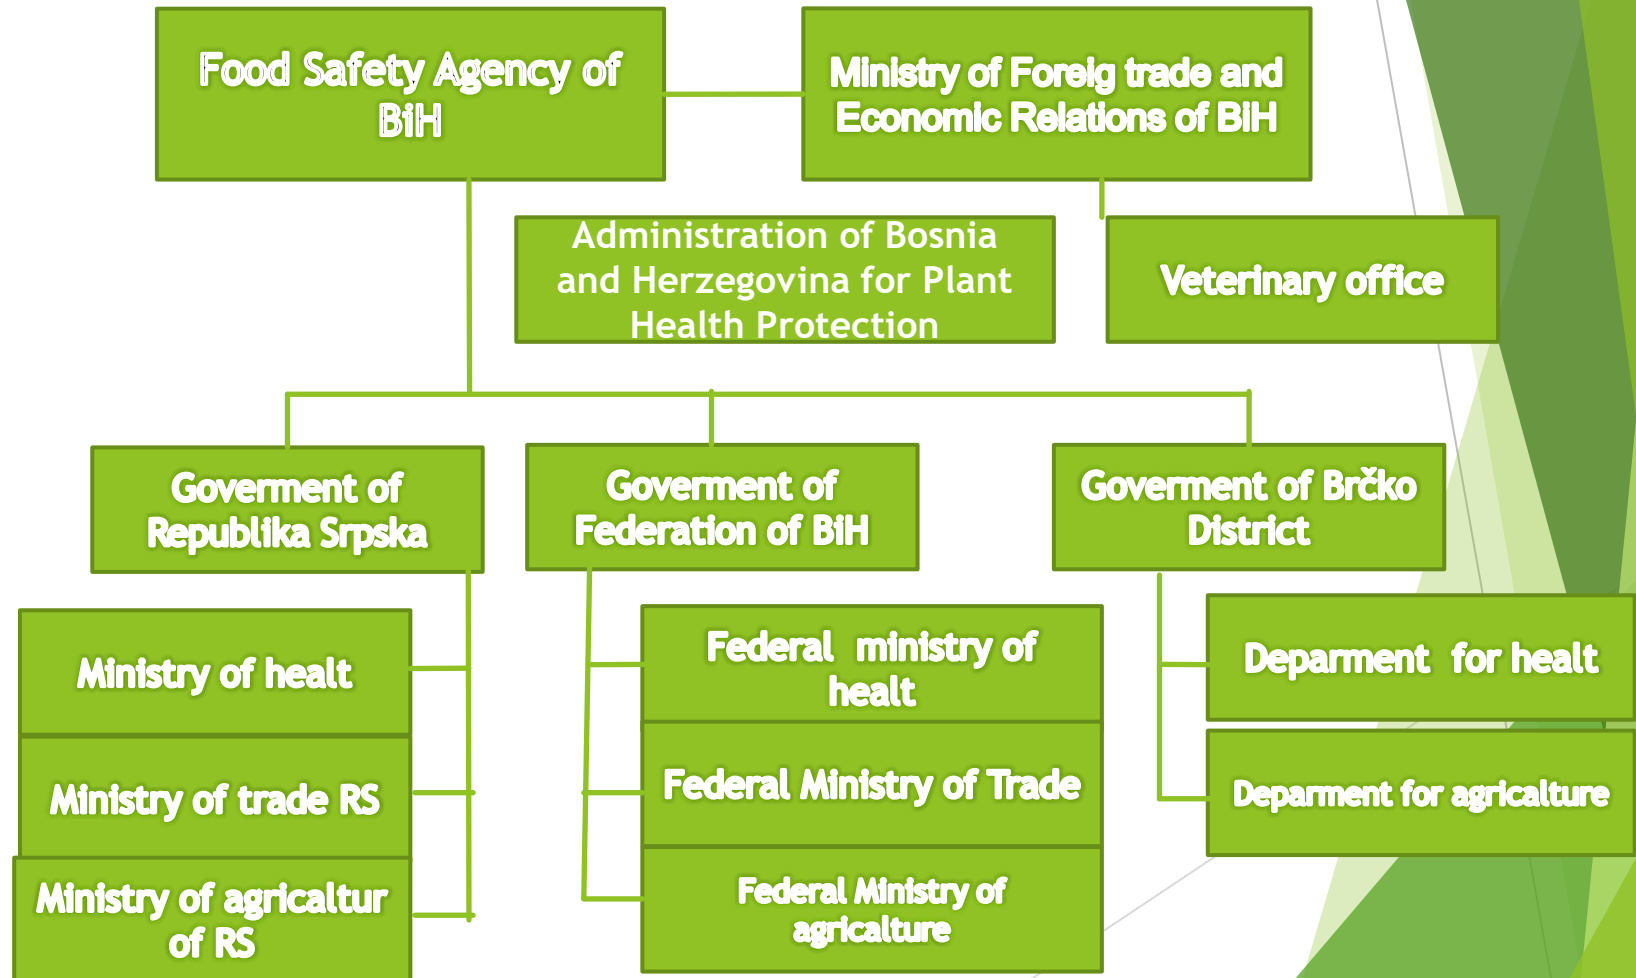 Food Safety Agency of
BiH
Ministry of Foreig trade and
Economic Relations of BiH
Administration of Bosnia
and Herzegovina for Plant
Health Protection
Veterinary office
Goverment of
Republika Srpska
Goverment of
Federation of BiH
Goverment of Brčko
District
Ministry of healt
Ministry of trade RS
Ministry of agricaltur
of RS
Federal ministry of
healt
Federal Ministry of Trade
Federal Ministry of
agricalture
Deparment for healt
Deparment for agricalture